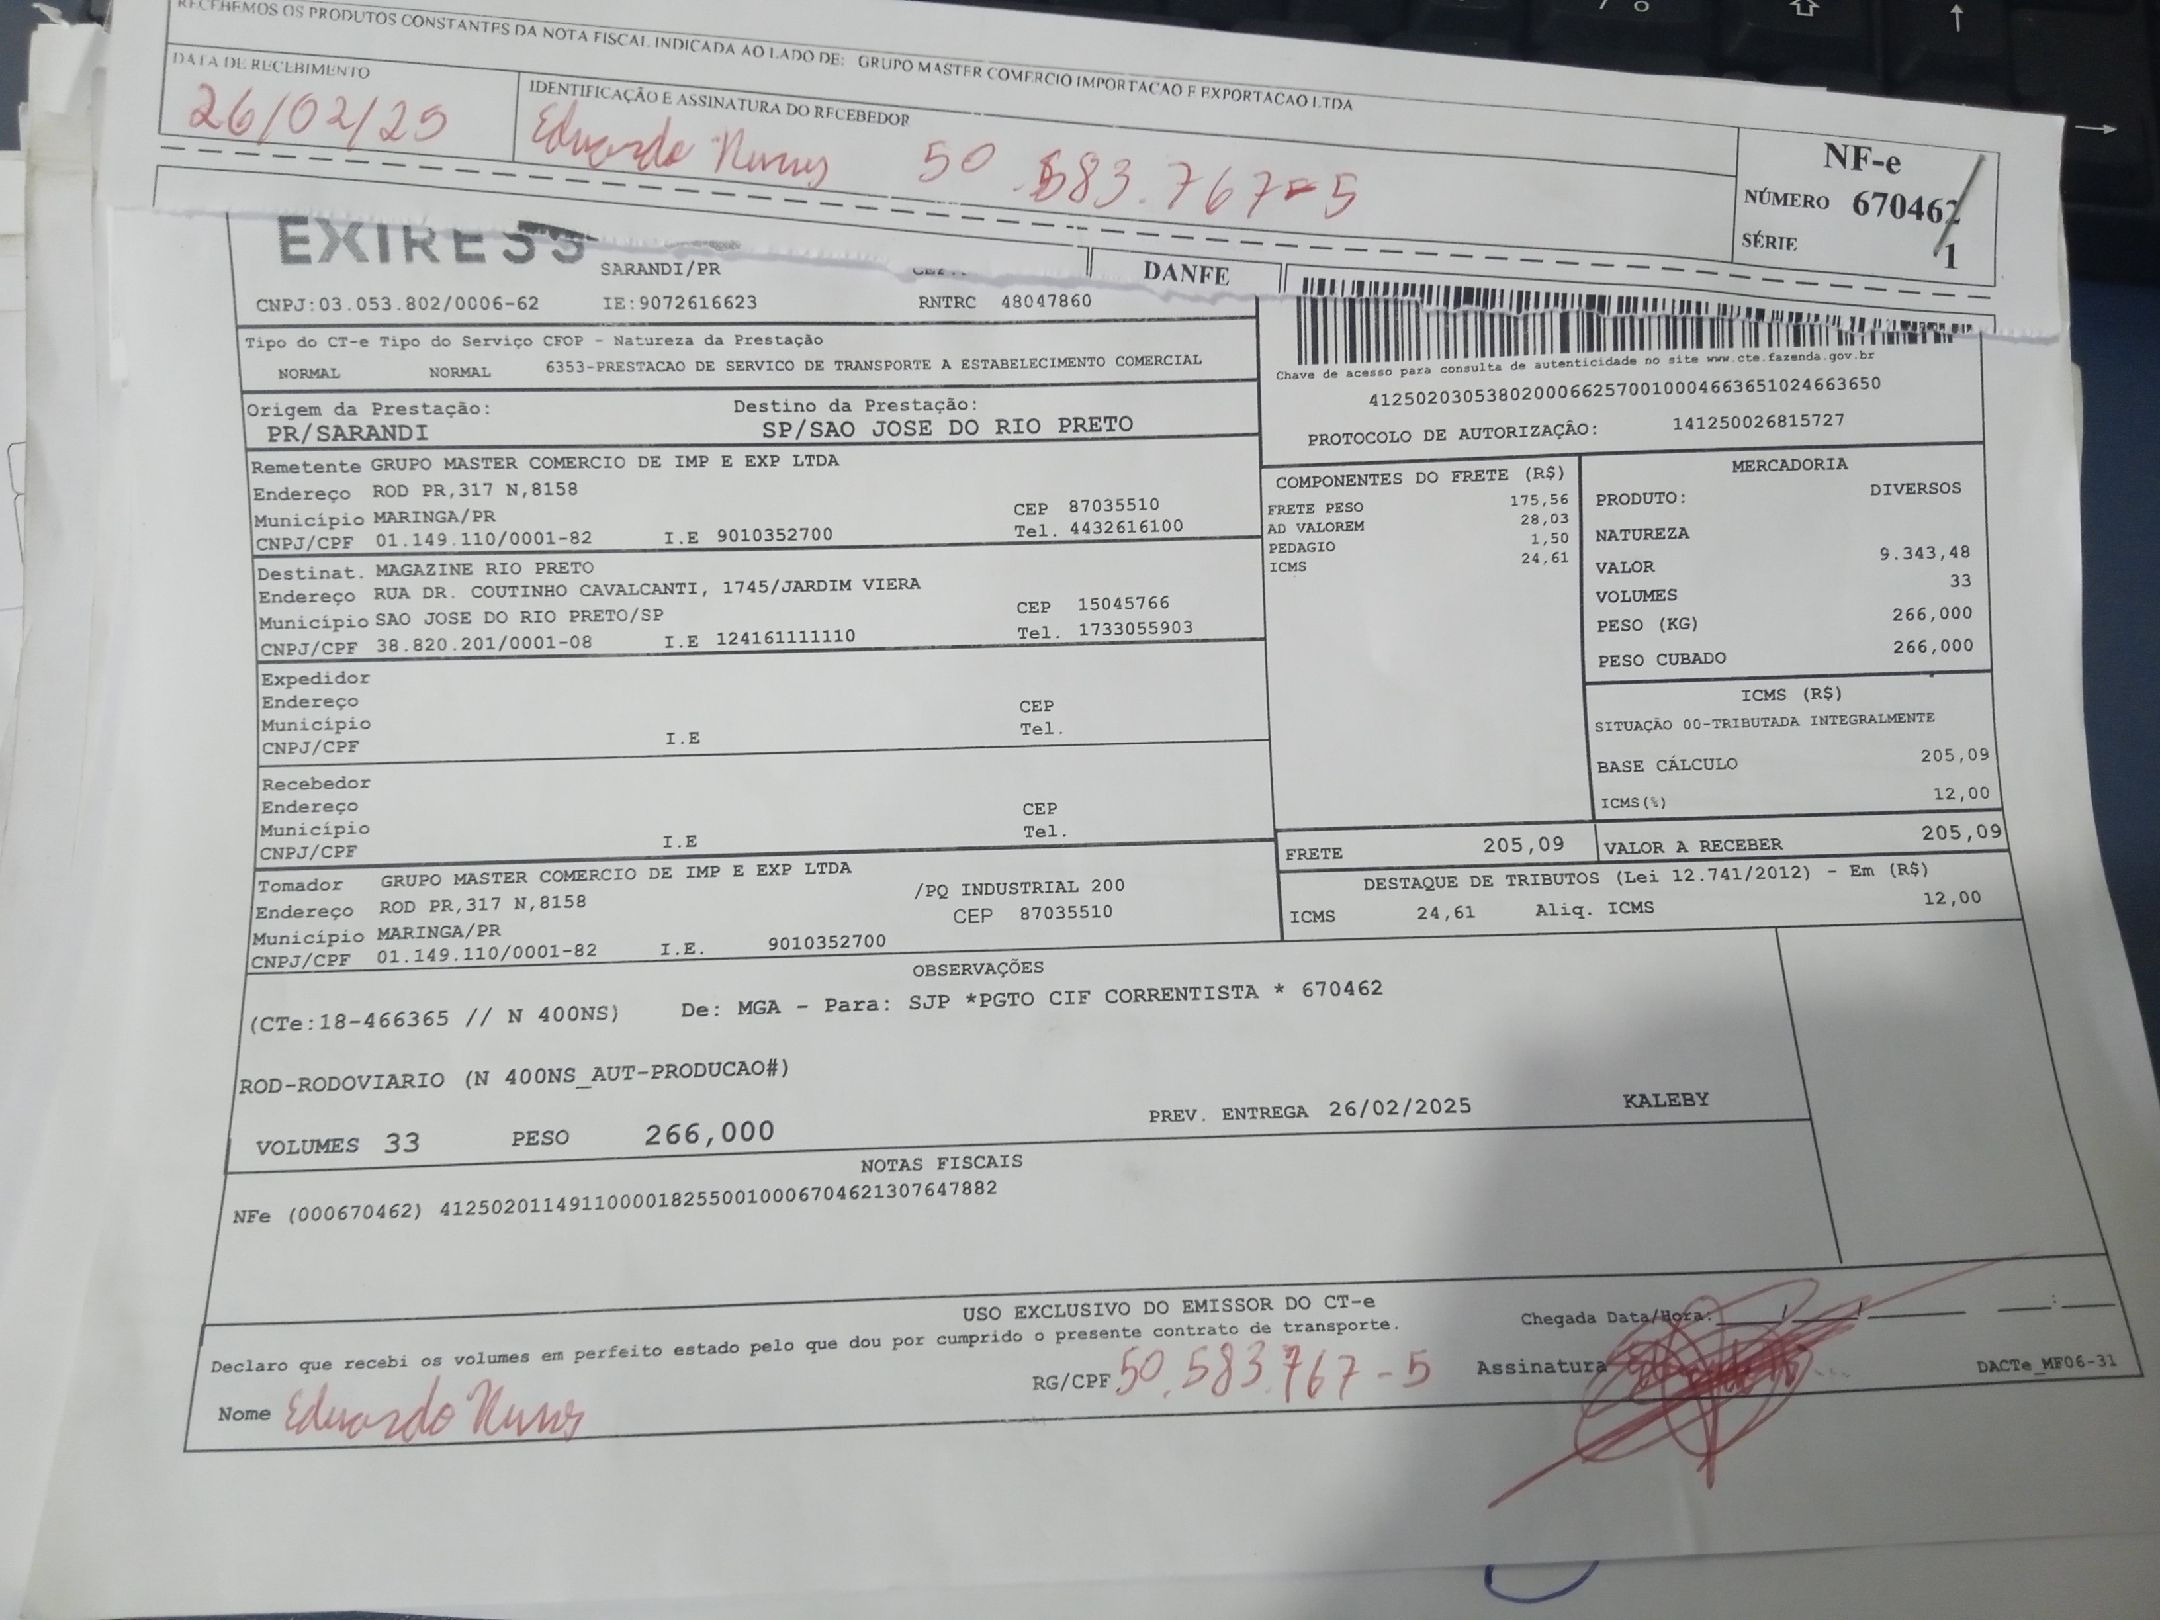 RECEBEMOS OS PRODUTOS CONSTANTES DA NOTA FISCAL INDICADA AO LADO DE: GRUPO MASTER COMERCIO IMPORTACAO E EXPORTACAO LTDA
DATA DE RECEBIMENTO
IDENTIFICAÇÃO E ASSINATURA DO RECEBEDOR
26/02/25
Eduardo Nunes 50.583.767-5
NF-e
NÚMERO 670462
SÉRIE 1
DANFE
SARANDI/PR
CNPJ:03.053.802/0006-62 IE:9072616623 RNTRC 48047860
Tipo do CT-e Tipo do Serviço CFOP - Natureza da Prestação
NORMAL NORMAL 6353-PRESTACAO DE SERVICO DE TRANSPORTE A ESTABELECIMENTO COMERCIAL
Chave de acesso para consulta de autenticidade no site www.cte.fazenda.gov.br
41250203053802000662570010004663651024663650
PROTOCOLO DE AUTORIZAÇÃO: 141250026815727
Origem da Prestação: Destino da Prestação:
PR/SARANDI SP/SAO JOSE DO RIO PRETO
Remetente GRUPO MASTER COMERCIO DE IMP E EXP LTDA
Endereço ROD PR,317 N,8158
Município MARINGA/PR CEP 87035510
CNPJ/CPF 01.149.110/0001-82 I.E 9010352700 Tel. 4432616100
Destinat. MAGAZINE RIO PRETO
Endereço RUA DR. COUTINHO CAVALCANTI, 1745/JARDIM VIERA
Município SAO JOSE DO RIO PRETO/SP CEP 15045766
CNPJ/CPF 38.820.201/0001-08 I.E 124161111110 Tel. 1733055903
Expedidor
Endereço
Município CEP
CNPJ/CPF I.E Tel.
Recebedor
Endereço
Município CEP
CNPJ/CPF I.E Tel.
Tomador GRUPO MASTER COMERCIO DE IMP E EXP LTDA
Endereço ROD PR,317 N,8158 /PQ INDUSTRIAL 200
Município MARINGA/PR CEP 87035510
CNPJ/CPF 01.149.110/0001-82 I.E. 9010352700
COMPONENTES DO FRETE (R$)
FRETE PESO 175,56
AD VALOREM 28,03
PEDAGIO 1,50
ICMS 24,61
MERCADORIA
PRODUTO: DIVERSOS
NATUREZA
VALOR 9.343,48
VOLUMES 33
PESO (KG) 266,000
PESO CUBADO 266,000
ICMS (R$)
SITUAÇÃO 00-TRIBUTADA INTEGRALMENTE
BASE CÁLCULO 205,09
ICMS(%) 12,00
FRETE 205,09 VALOR A RECEBER 205,09
DESTAQUE DE TRIBUTOS (Lei 12.741/2012) - Em (R$)
ICMS 24,61 Aliq. ICMS 12,00
OBSERVAÇÕES
(CTe:18-466365 // N 400NS) De: MGA - Para: SJP *PGTO CIF CORRENTISTA * 670462
ROD-RODOVIARIO (N 400NS_AUT-PRODUCAO#)
VOLUMES 33 PESO 266,000 PREV. ENTREGA 26/02/2025 KALEBY
NOTAS FISCAIS
NFe (000670462) 41250201149110000182550010006704621307647882
USO EXCLUSIVO DO EMISSOR DO CT-e
Declaro que recebi os volumes em perfeito estado pelo que dou por cumprido o presente contrato de transporte.
Chegada Data/Hora: / / :
Nome Eduardo Nunes RG/CPF 50.583.767-5 Assinatura
DACTe_MF06-31